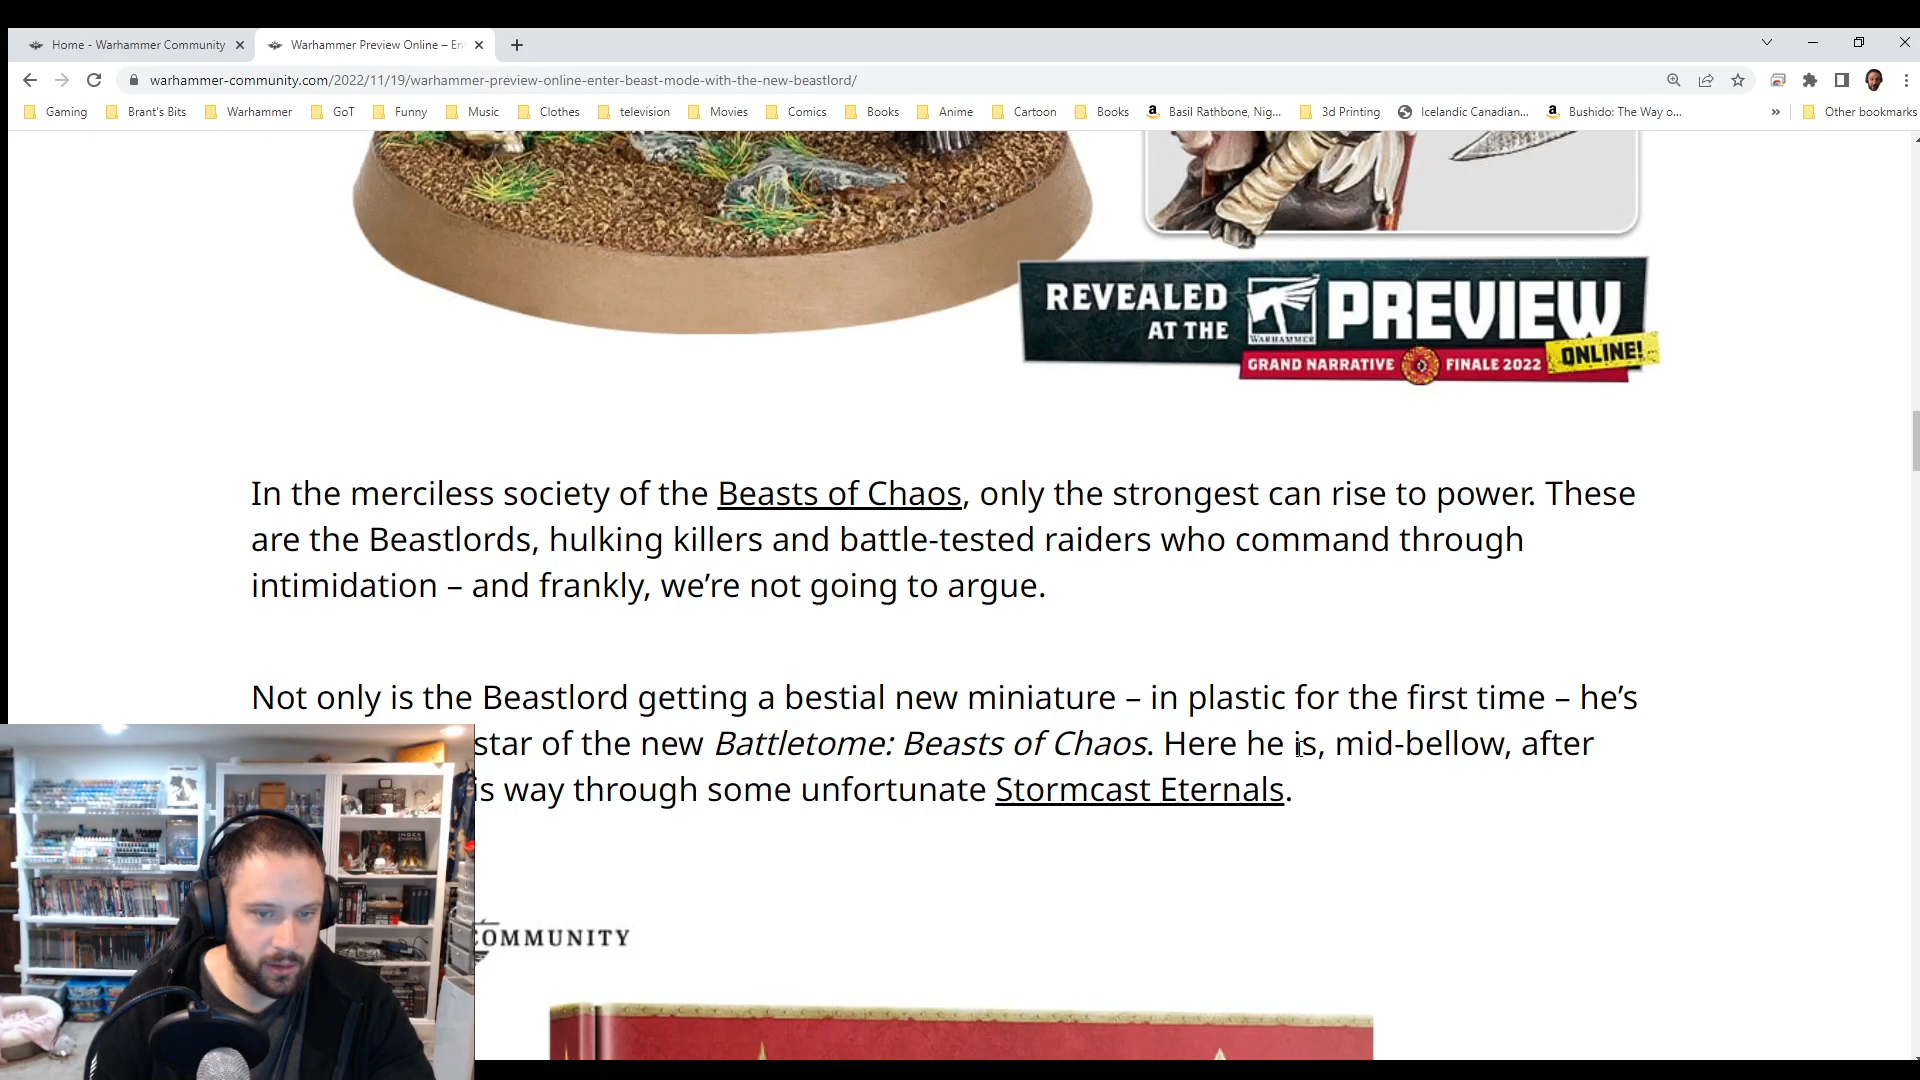 Home - Warhammer Community
Warhammer Preview Online – En
warhammer-community.com/2022/11/19/warhammer-preview-online-enter-beast-mode-with-the-new-beastlord/
Gaming Brant's Bits Warhammer GoT Funny Music Clothes television Movies Comics Books Anime Cartoon Books Basil Rathbone, Nig... 3d Printing Icelandic Canadian... Bushido: The Way o... » Other bookmarks
REVEALED
AT THE
WARHAMMER
PREVIEW
ONLINE!
GRAND NARRATIVE FINALE 2022
In the merciless society of the Beasts of Chaos, only the strongest can rise to power. These
are the Beastlords, hulking killers and battle-tested raiders who command through
intimidation – and frankly, we're not going to argue.
Not only is the Beastlord getting a bestial new miniature – in plastic for the first time – he's
star of the new Battletome: Beasts of Chaos. Here he is, mid-bellow, after
is way through some unfortunate Stormcast Eternals.
COMMUNITY